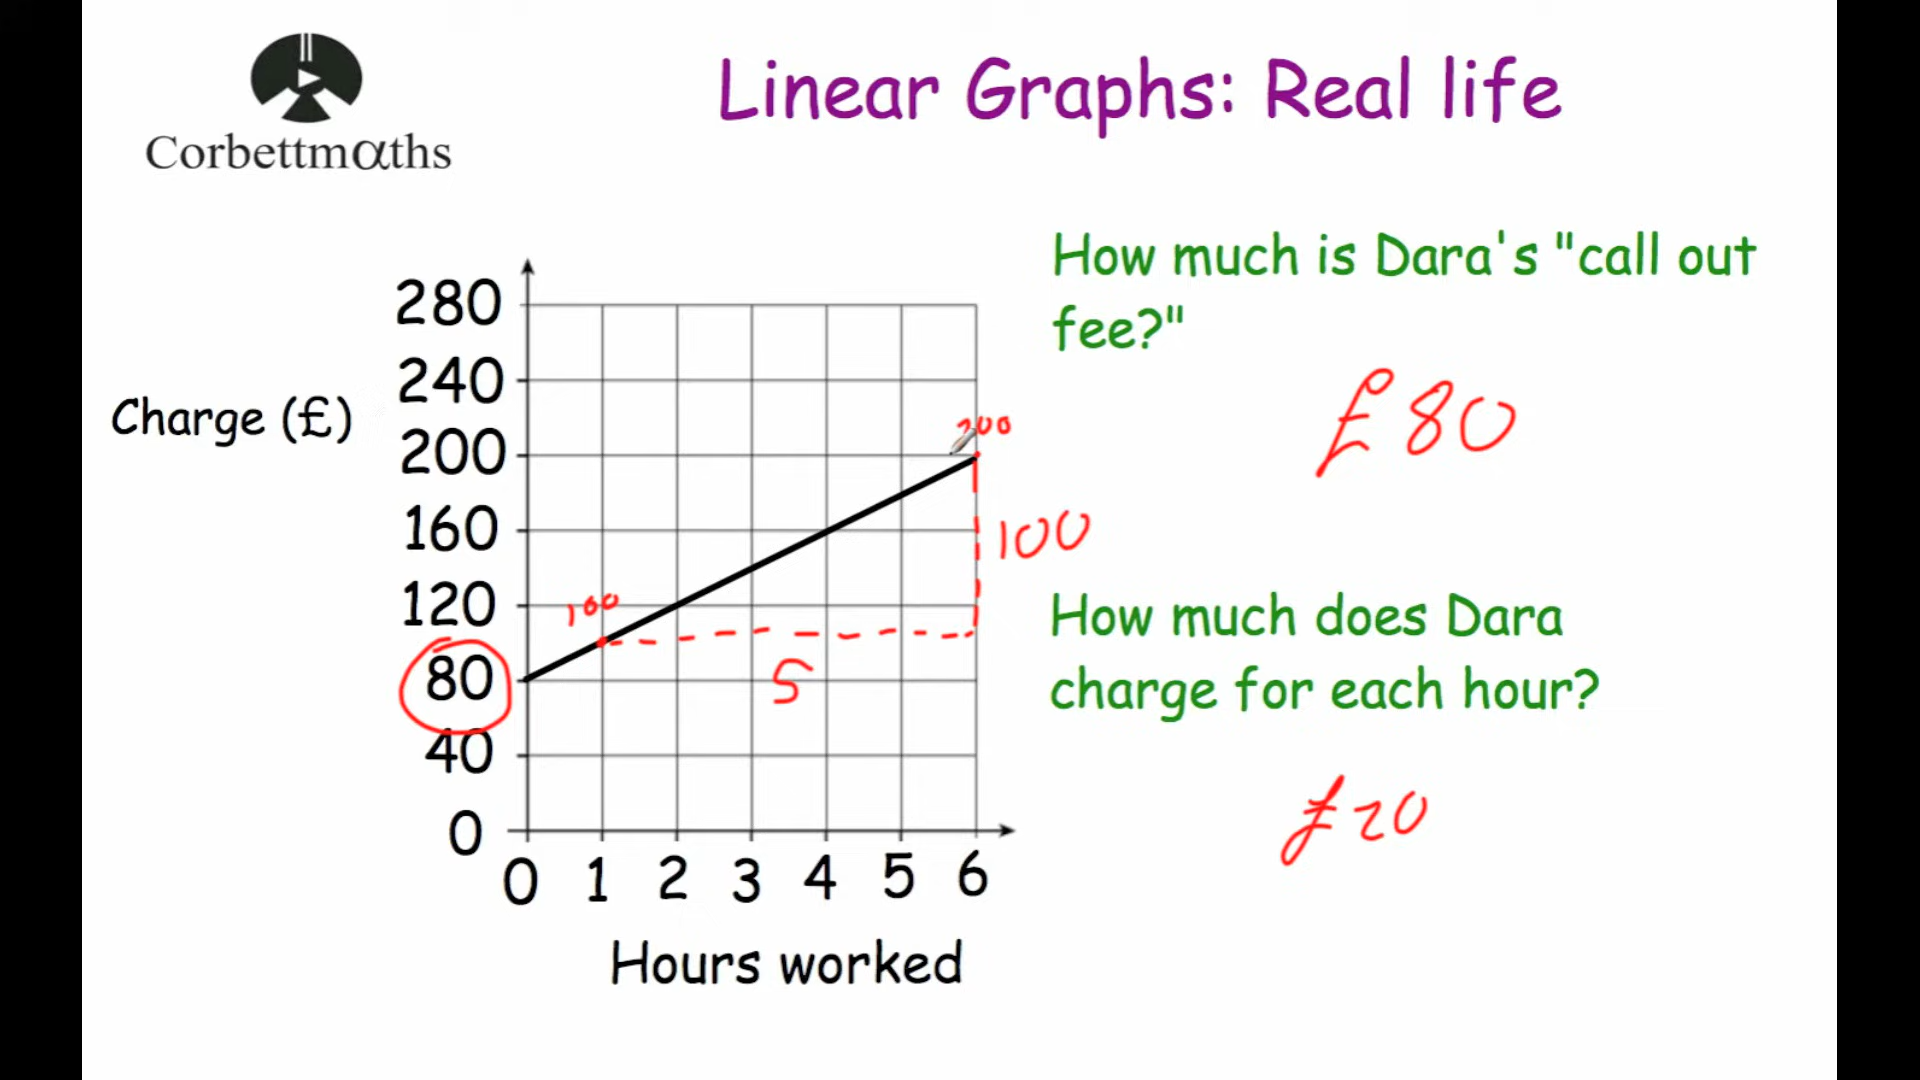 Corbettmαths
Linear Graphs: Real life
How much is Dara's "call out
fee?"
£80
How much does Dara
charge for each hour?
£20
Charge (£)
280
240
200
160
120
80
40
0
0 1 2 3 4 5 6
Hours worked
100
200
100
5